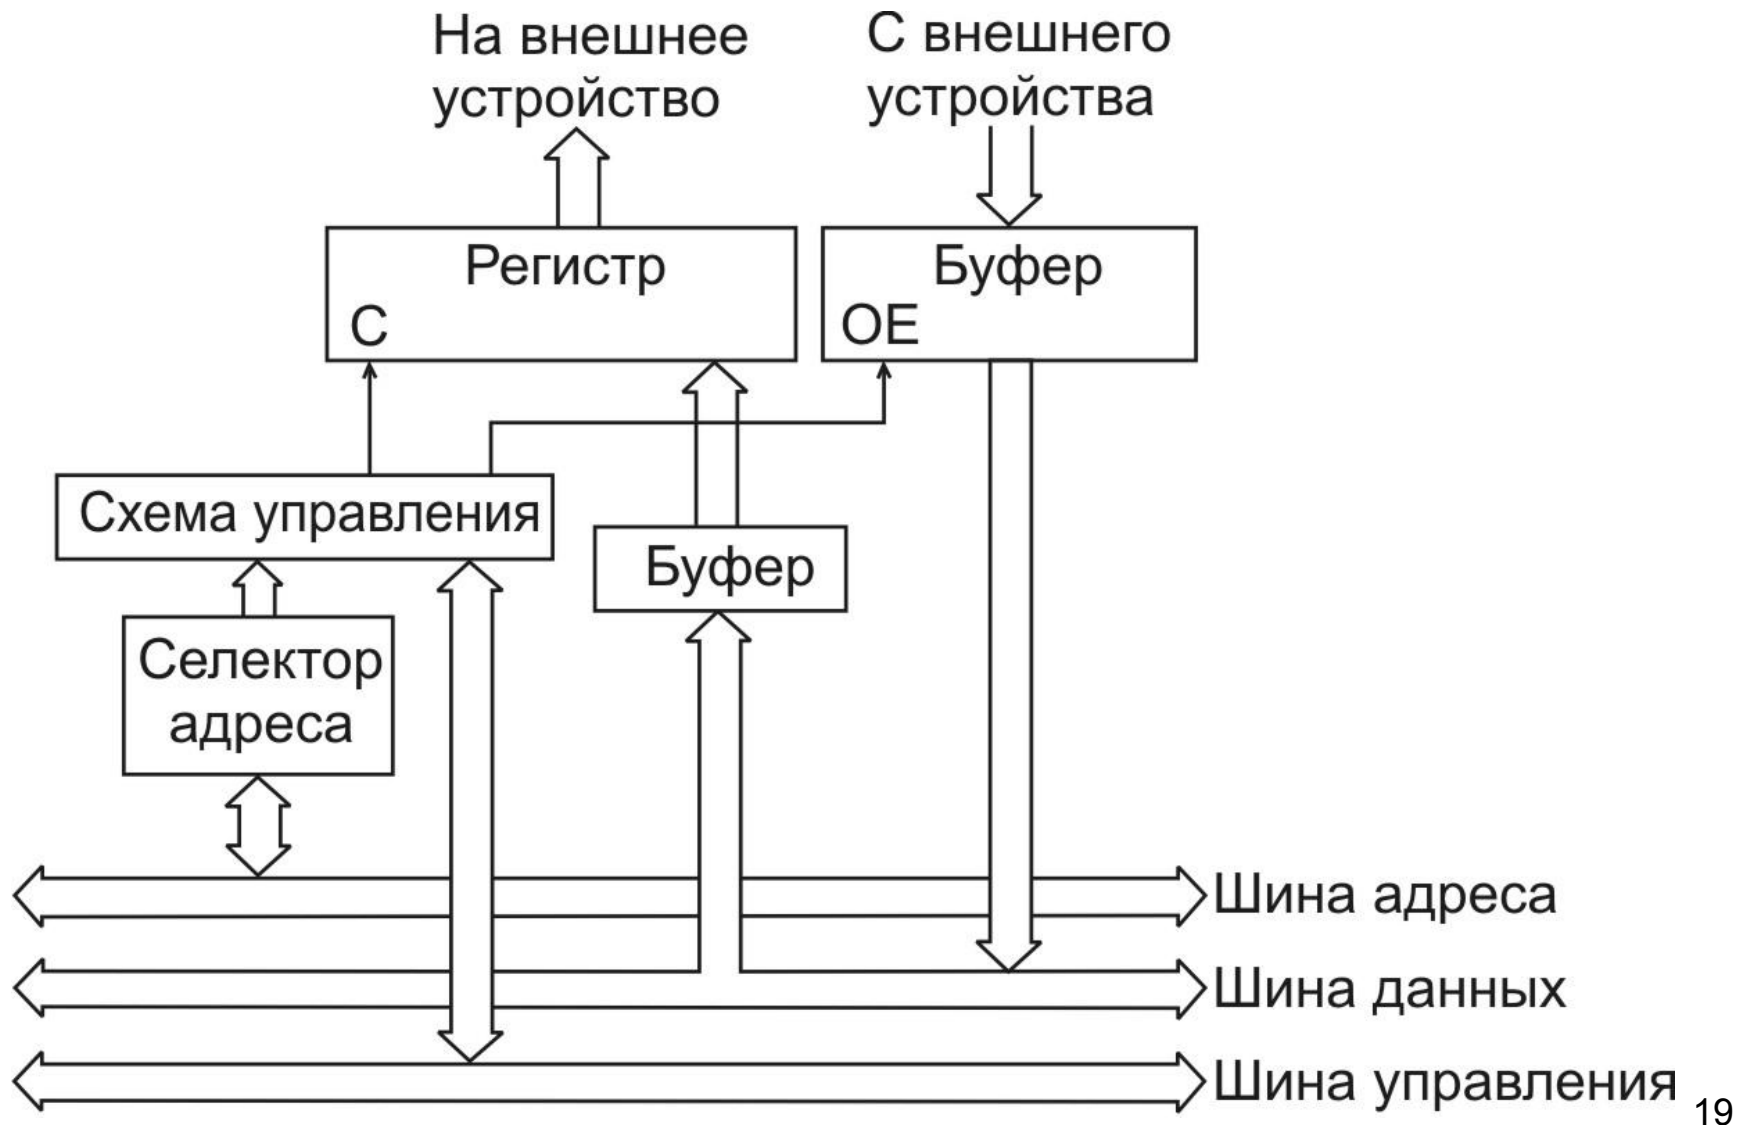 На внешнее
устройство
С внешнего
устройства
Регистр
С
Буфер
OE
Схема управления
Буфер
Селектор
адреса
Шина адреса
Шина данных
Шина управления
19